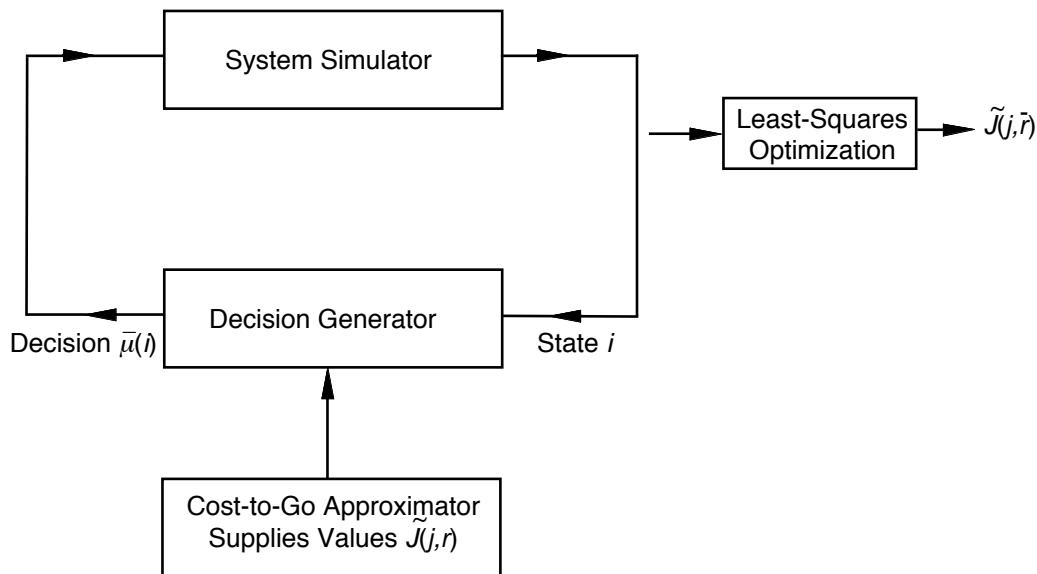 System Simulator
Least-Squares
Optimization
J̃(j,r̄)
Decision Generator
Decision μ̄(i)
State i
Cost-to-Go Approximator
Supplies Values J̃(j,r)